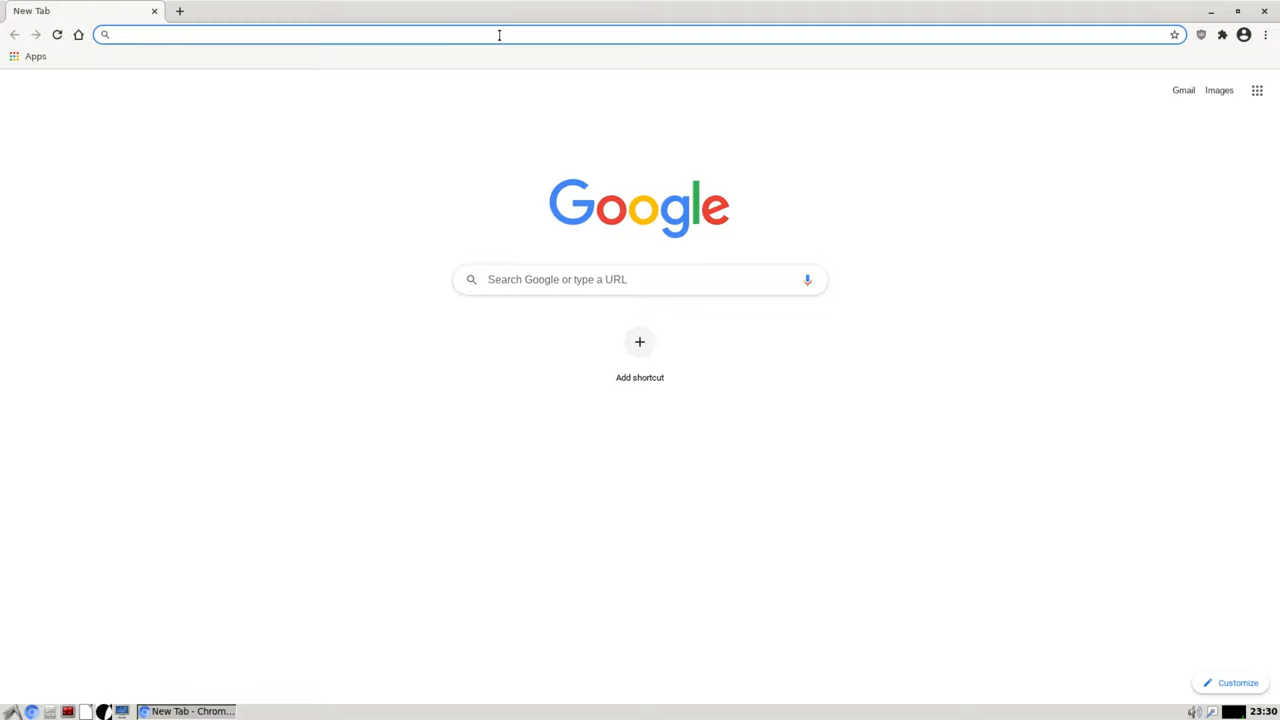 New Tab
Apps
Gmail Images
Google
Search Google or type a URL
Add shortcut
Customize
New Tab - Chrom...
23:30